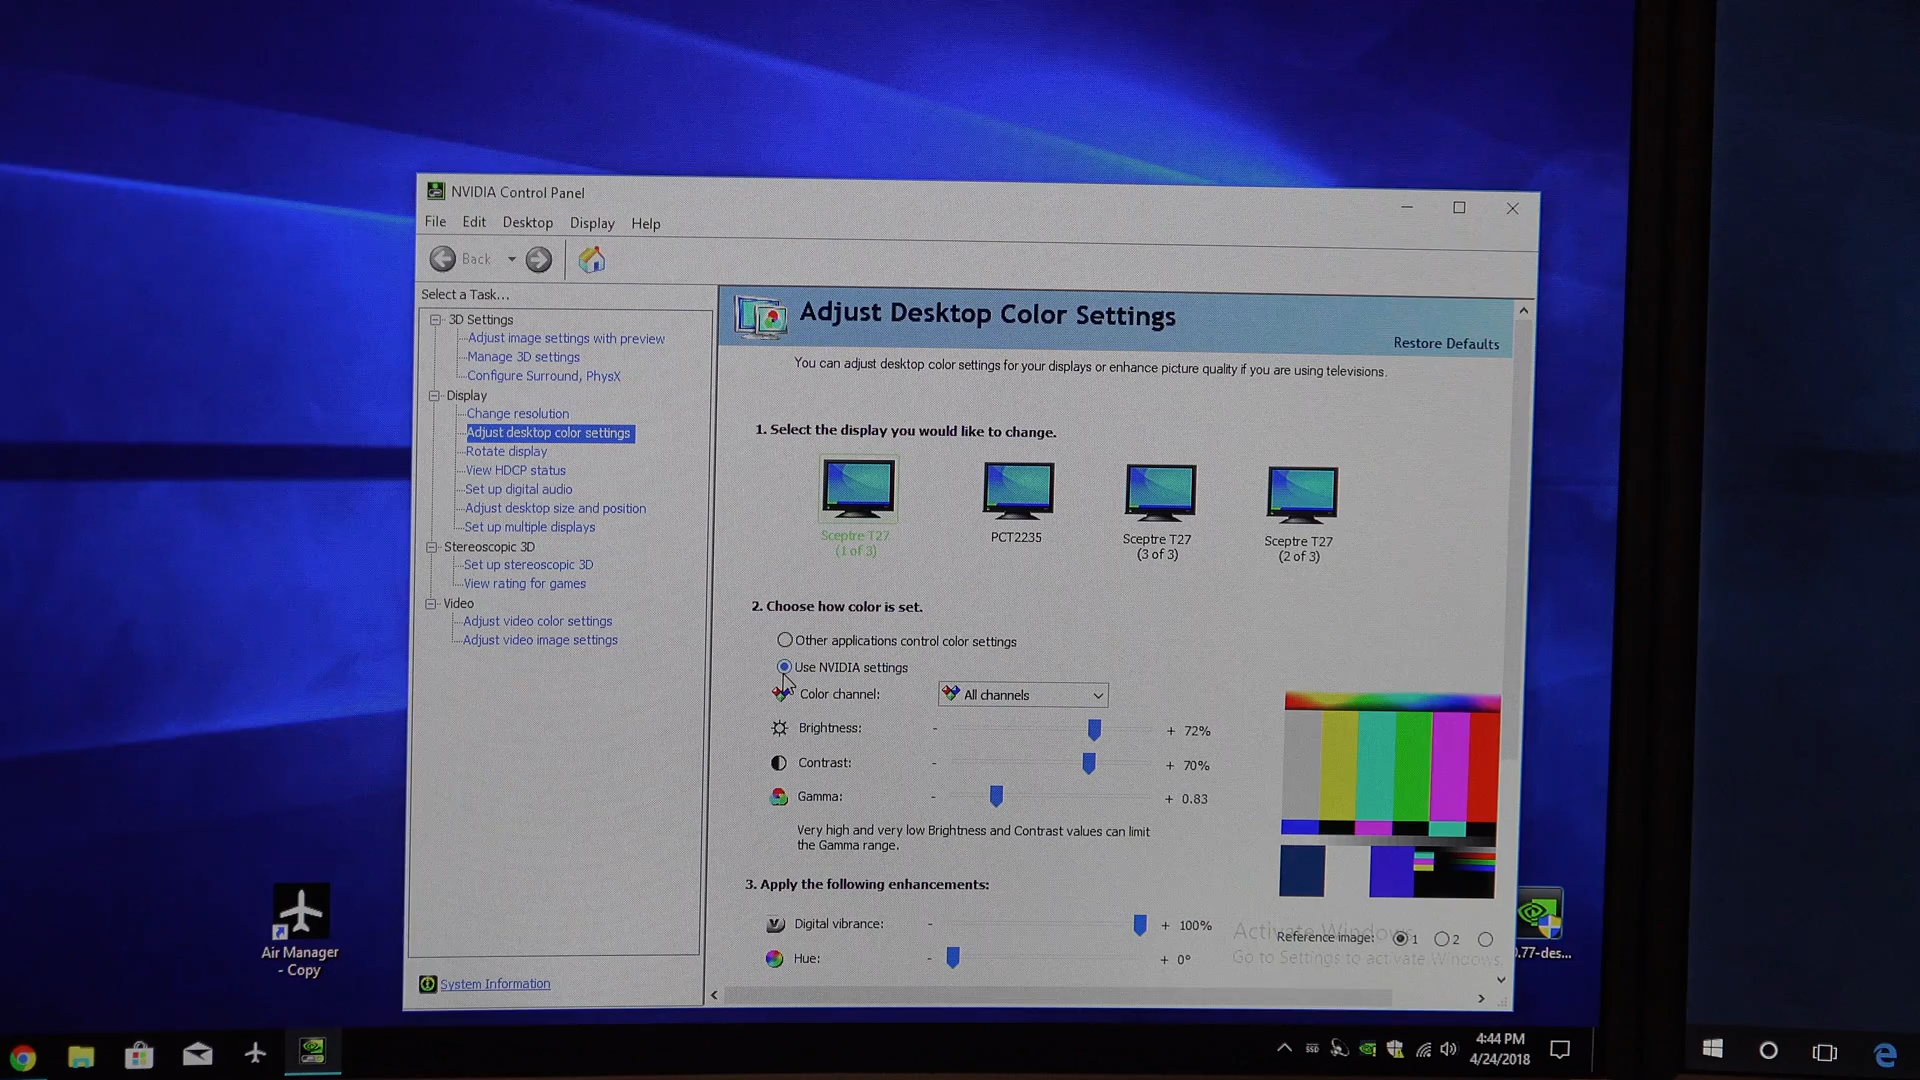 NVIDIA Control Panel
File Edit Desktop Display Help
Back
Select a Task...
3D Settings
Adjust image settings with preview
Manage 3D settings
Configure Surround, PhysX
Display
Change resolution
Adjust desktop color settings
Rotate display
View HDCP status
Set up digital audio
Adjust desktop size and position
Set up multiple displays
Stereoscopic 3D
Set up stereoscopic 3D
View rating for games
Video
Adjust video color settings
Adjust video image settings
System Information
Adjust Desktop Color Settings
Restore Defaults
You can adjust desktop color settings for your displays or enhance picture quality if you are using televisions.
1. Select the display you would like to change.
Sceptre T27
(1 of 3)
PCT2235
Sceptre T27
(3 of 3)
Sceptre T27
(2 of 3)
2. Choose how color is set.
Other applications control color settings
Use NVIDIA settings
Color channel: All channels
Brightness: - + 72%
Contrast: - + 70%
Gamma: - + 0.83
Very high and very low Brightness and Contrast values can limit
the Gamma range.
3. Apply the following enhancements:
Digital vibrance: - + 100%
Hue: - + 0°
Reference image: 1 2
Activate Windows
Go to Settings to activate Windows.
Air Manager
- Copy
0.77-des...
SSD
4:44 PM
4/24/2018